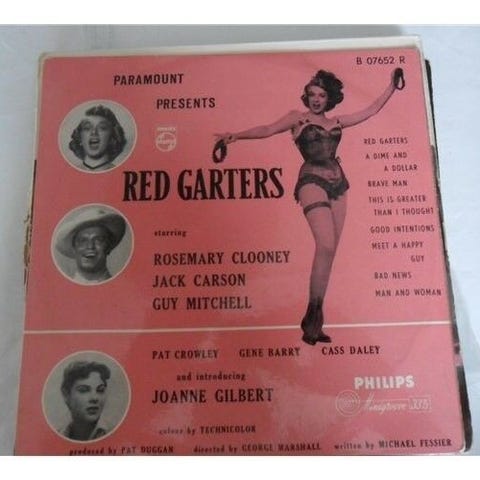 B 07652 R
PARAMOUNT
PRESENTS
PHILIPS
RED GARTERS
starring
ROSEMARY CLOONEY
JACK CARSON
GUY MITCHELL
RED GARTERS
A DIME AND
A DOLLAR
BRAVE MAN
THIS IS GREATER
THAN I THOUGHT
GOOD INTENTIONS
MEET A HAPPY
GUY
BAD NEWS
MAN AND WOMAN
PAT CROWLEY GENE BARRY CASS DALEY
and introducing
JOANNE GILBERT
colour by TECHNICOLOR
produced by PAT DUGGAN directed by GEORGE MARSHALL written by MICHAEL FESSIER
PHILIPS
Minigroove 33⅓